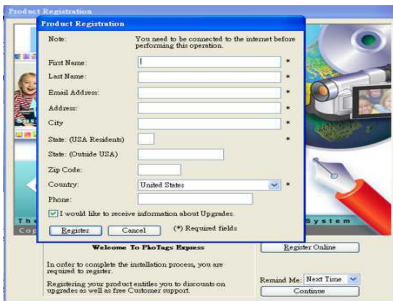 Product Registration
Product Registration
Note: You need to be connected to the internet before
performing this operation.
First Name: *
Last Name: *
Email Address: *
Address: *
City *
State: (USA Residents) *
State: (Outside USA)
Zip Code:
Country: United States *
Phone:
I would like to receive information about Upgrades.
Register Cancel (*) Required fields
System
Welcome To PhoTags Express
Register Online
In order to complete the installation process, you are
required to register.
Registering your product entitles you to discounts on
upgrades as well as free Customer support.
Remind Me: Next Time
Continue